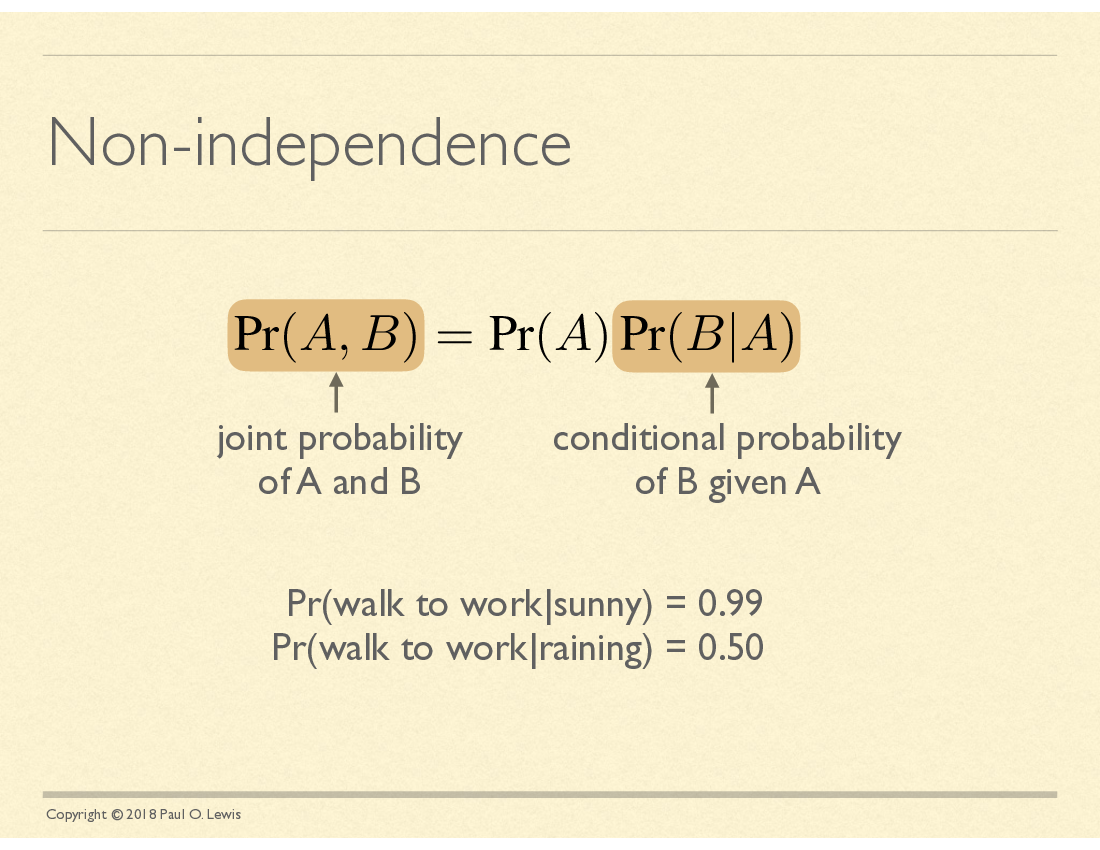 Non-independence
Pr(A, B) = Pr(A) Pr(B|A)
joint probability
of A and B
conditional probability
of B given A
Pr(walk to work|sunny) = 0.99
Pr(walk to work|raining) = 0.50
Copyright © 2018 Paul O. Lewis